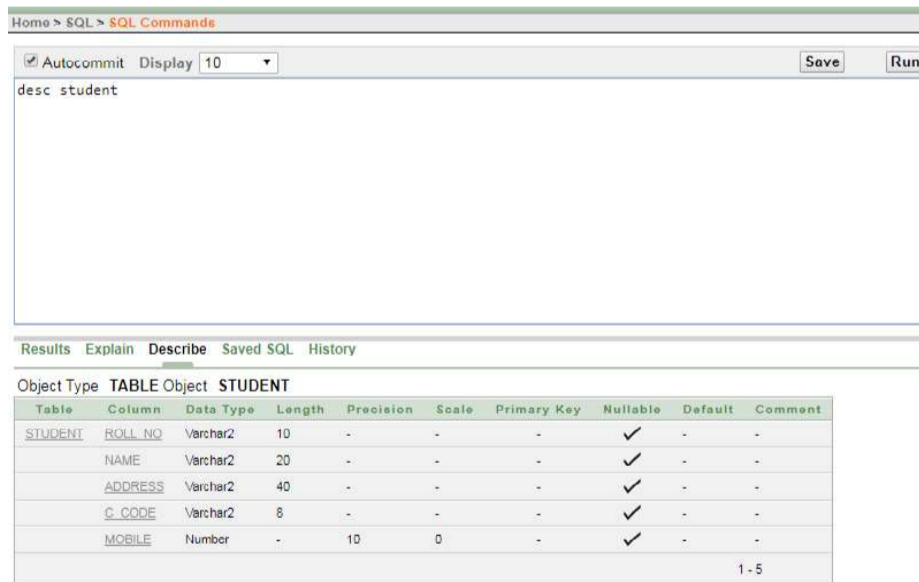 Home > SQL > SQL Commands
Autocommit Display 10 Save Run
desc student
Results Explain Describe Saved SQL History
Object Type TABLE Object STUDENT
Table Column Data Type Length Precision Scale Primary Key Nullable Default Comment
STUDENT ROLL_NO Varchar2 10 - - - ✓ - -
NAME Varchar2 20 - - - ✓ - -
ADDRESS Varchar2 40 - - - ✓ - -
C_CODE Varchar2 8 - - - ✓ - -
MOBILE Number - 10 0 - ✓ - -
1 - 5